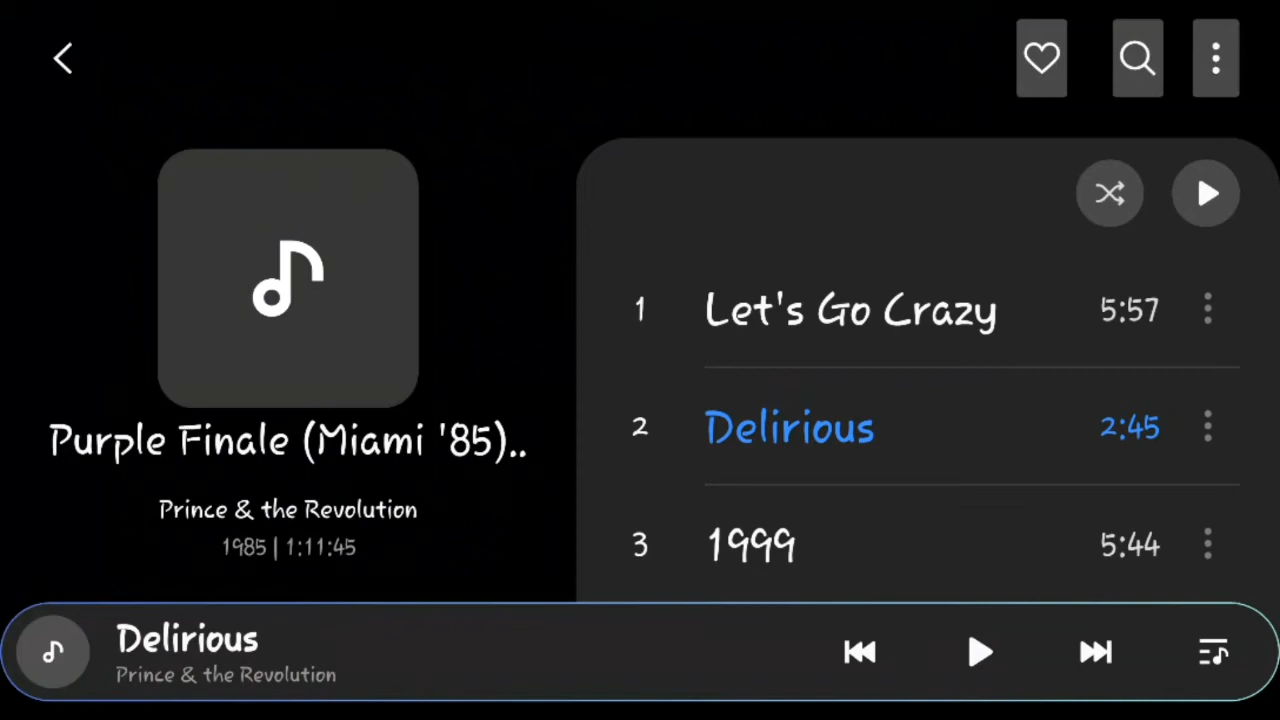 Purple Finale (Miami '85)..
Prince & the Revolution
1985 | 1:11:45
1 Let's Go Crazy 5:57
2 Delirious 2:45
3 1999 5:44
Delirious
Prince & the Revolution